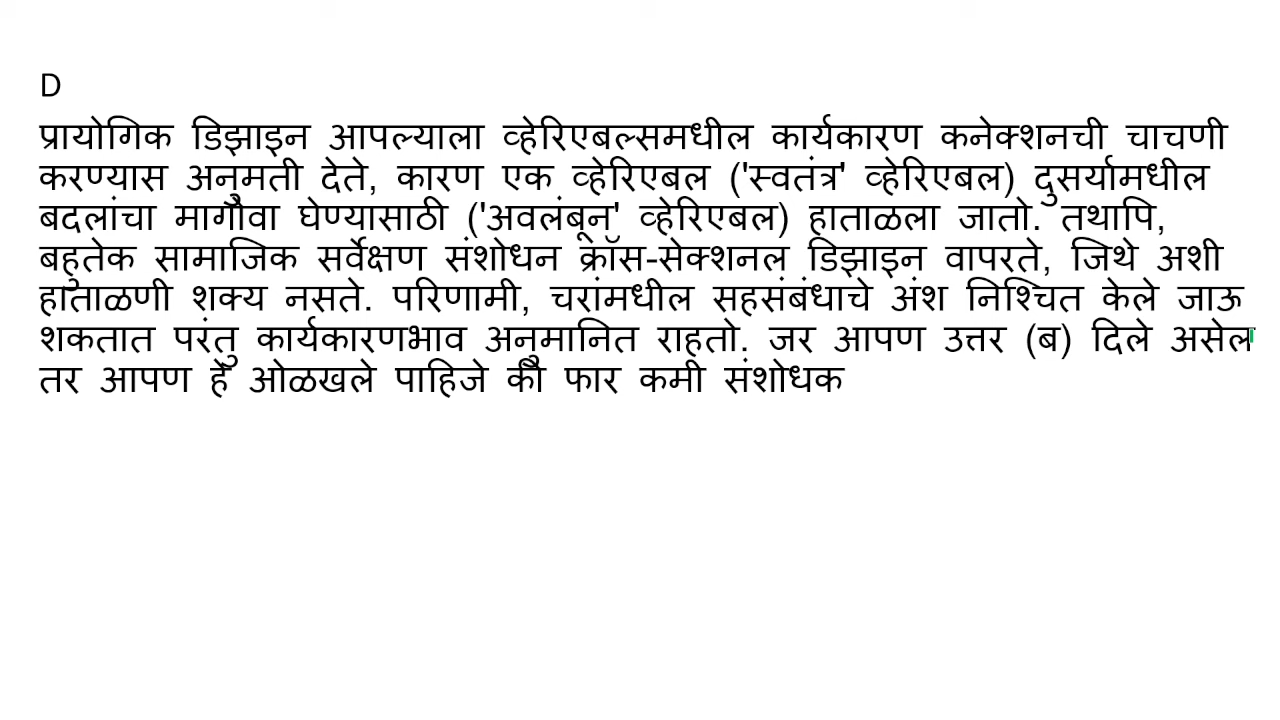 D
प्रायोगिक डिझाइन आपल्याला व्हेरिएबल्समधील कार्यकारण कनेक्शनची चाचणी
करण्यास अनुमती देते, कारण एक व्हेरिएबल ('स्वतंत्र' व्हेरिएबल) दुसर्यामधील
बदलांचा मागोवा घेण्यासाठी ('अवलंबून' व्हेरिएबल) हाताळला जातो. तथापि,
बहुतेक सामाजिक सर्वेक्षण संशोधन क्रॉस-सेक्शनल डिझाइन वापरते, जिथे अशी
हाताळणी शक्य नसते. परिणामी, चरांमधील सहसंबंधाचे अंश निश्चित केले जाऊ
शकतात परंतु कार्यकारणभाव अनुमानित राहतो. जर आपण उत्तर (ब) दिले असेल
तर आपण हे ओळखले पाहिजे की फार कमी संशोधक